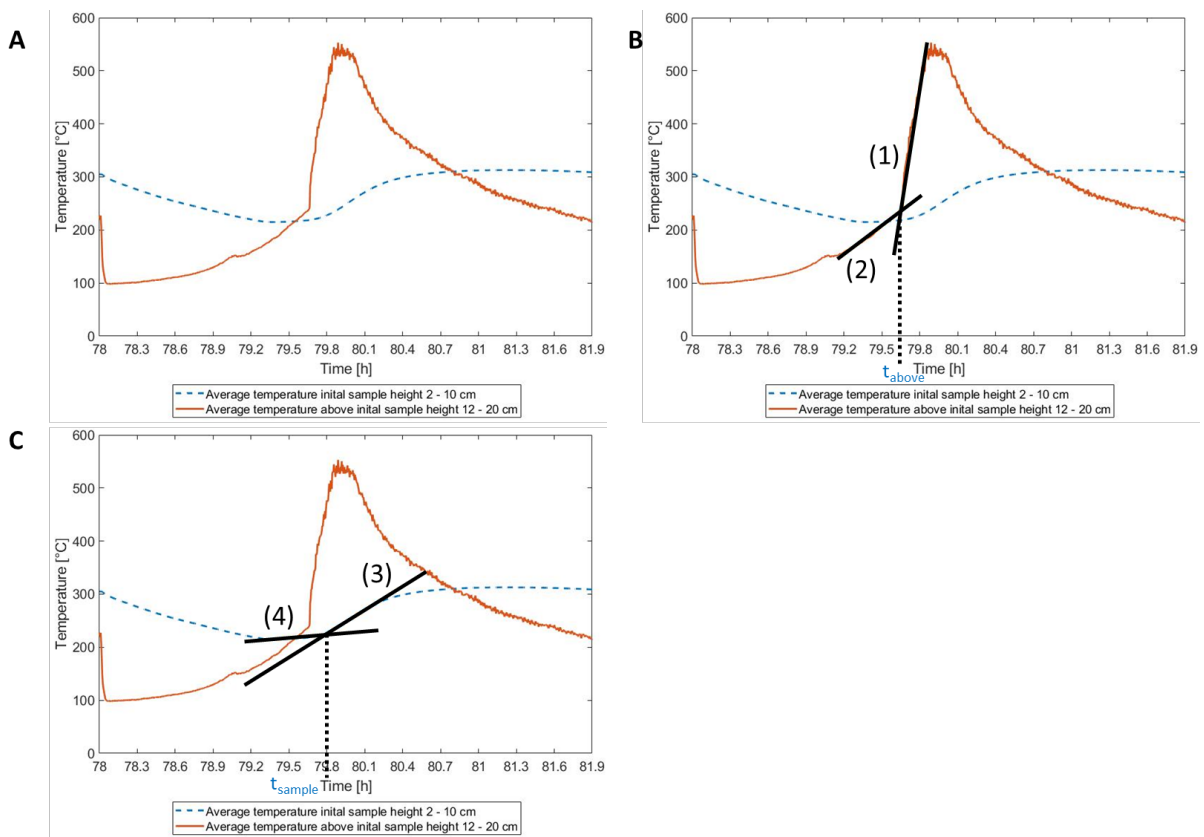 A
600
500
400
300
200
100
0
Temperature [°C]
78 78.3 78.6 78.9 79.2 79.5 79.8 80.1 80.4 80.7 81 81.3 81.6 81.9
Time [h]
Average temperature inital sample height 2 - 10 cm
Average temperature above inital sample height 12 - 20 cm
B
600
500
400
300
200
100
0
Temperature [°C]
(1)
(2)
78 78.3 78.6 78.9 79.2 79.5 79.8 80.1 80.4 80.7 81 81.3 81.6 81.9
Time [h]
tabove
Average temperature inital sample height 2 - 10 cm
Average temperature above inital sample height 12 - 20 cm
C
600
500
400
300
200
100
0
Temperature [°C]
(3)
(4)
78 78.3 78.6 78.9 79.2 79.5 79.8 80.1 80.4 80.7 81 81.3 81.6 81.9
tsample Time [h]
Average temperature inital sample height 2 - 10 cm
Average temperature above inital sample height 12 - 20 cm